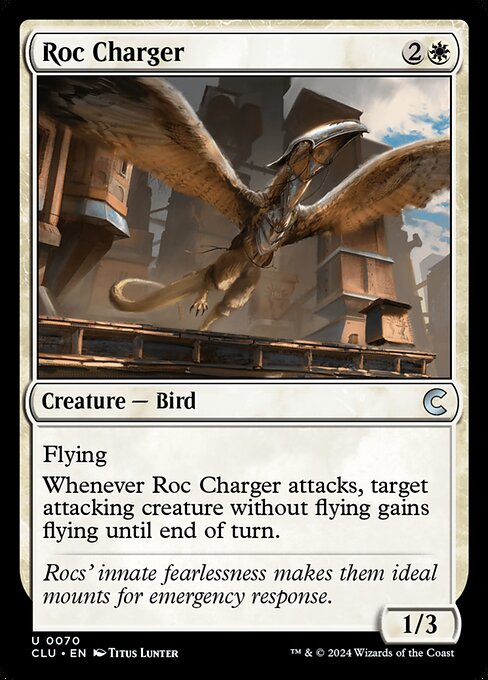 Roc Charger 2
Creature — Bird
Flying
Whenever Roc Charger attacks, target
attacking creature without flying gains
flying until end of turn.
Rocs' innate fearlessness makes them ideal
mounts for emergency response.
1/3
U 0070
CLU • EN Titus Lunter
™ & © 2024 Wizards of the Coast